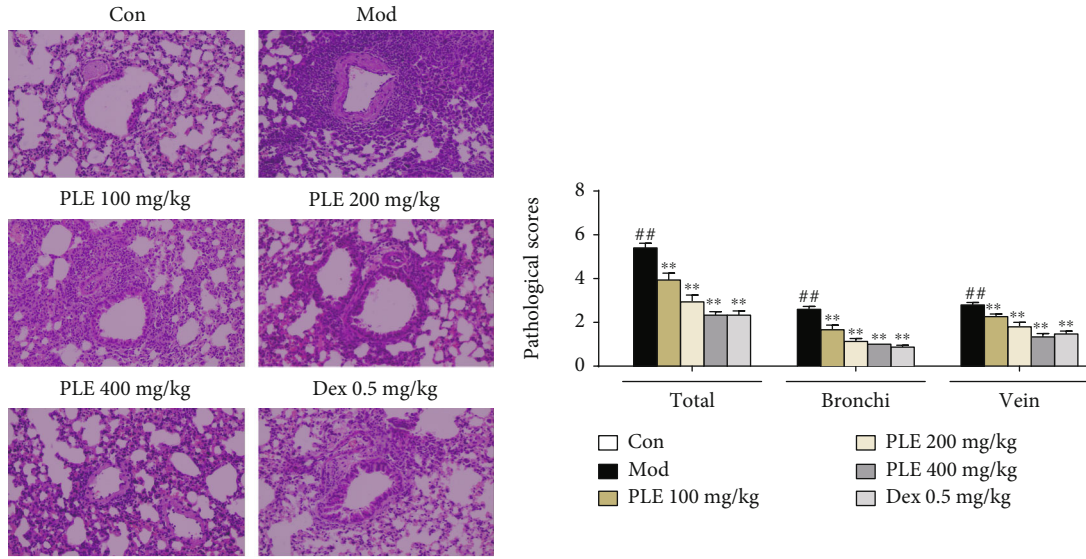 Con
Mod
PLE 100 mg/kg
PLE 200 mg/kg
PLE 400 mg/kg
Dex 0.5 mg/kg
Pathological scores
8
6
4
2
0
##
**
**
**
**
##
**
**
**
**
##
**
**
**
**
Total
Bronchi
Vein
Con
Mod
PLE 100 mg/kg
PLE 200 mg/kg
PLE 400 mg/kg
Dex 0.5 mg/kg